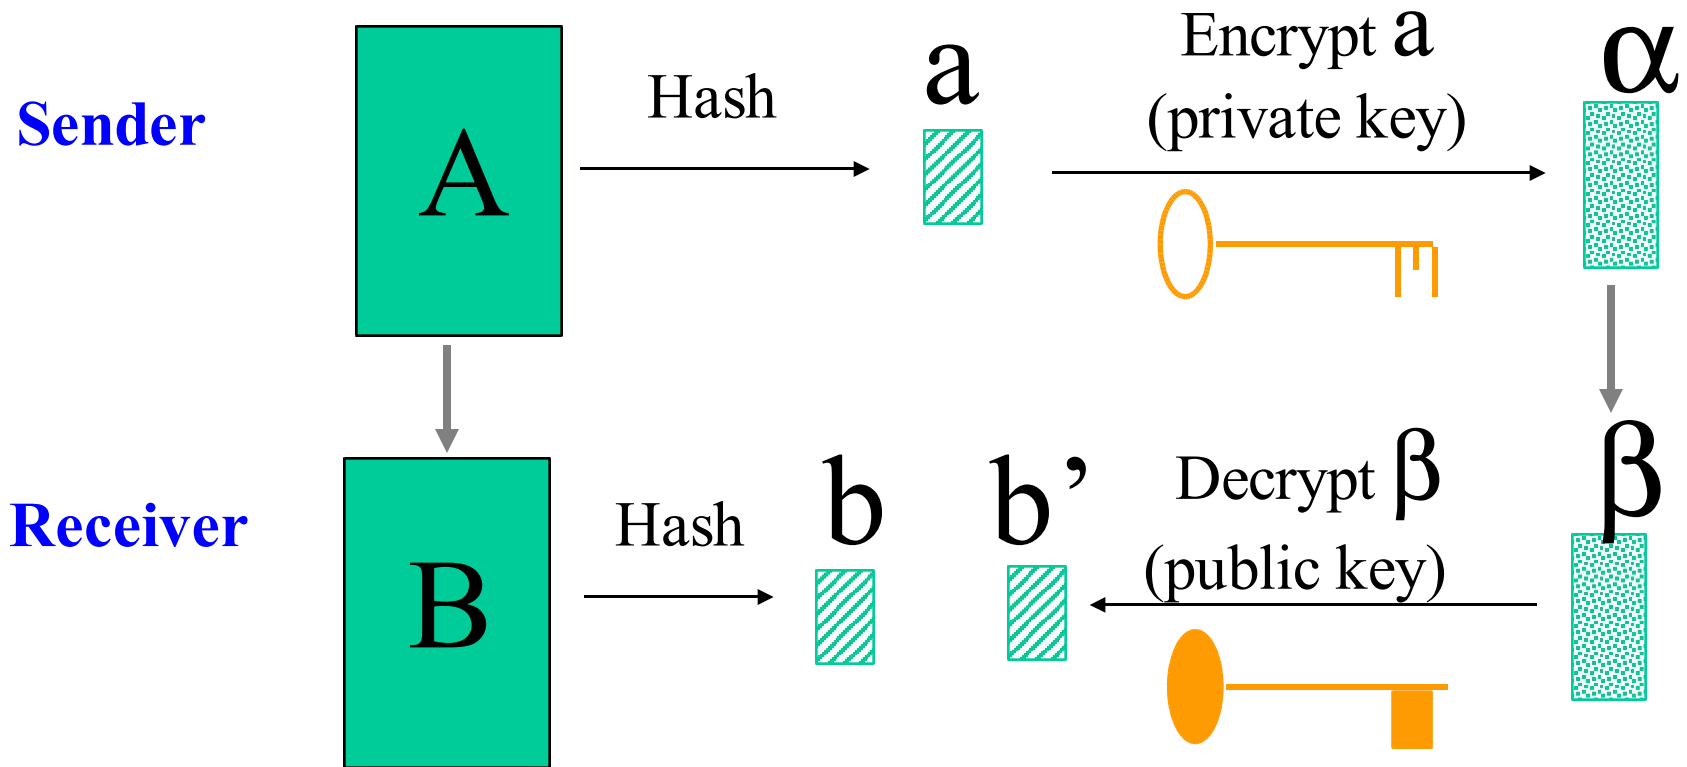 Sender
A
Hash
a
Encrypt a
(private key)
α
Receiver
B
Hash
b
b’
Decrypt β
(public key)
β